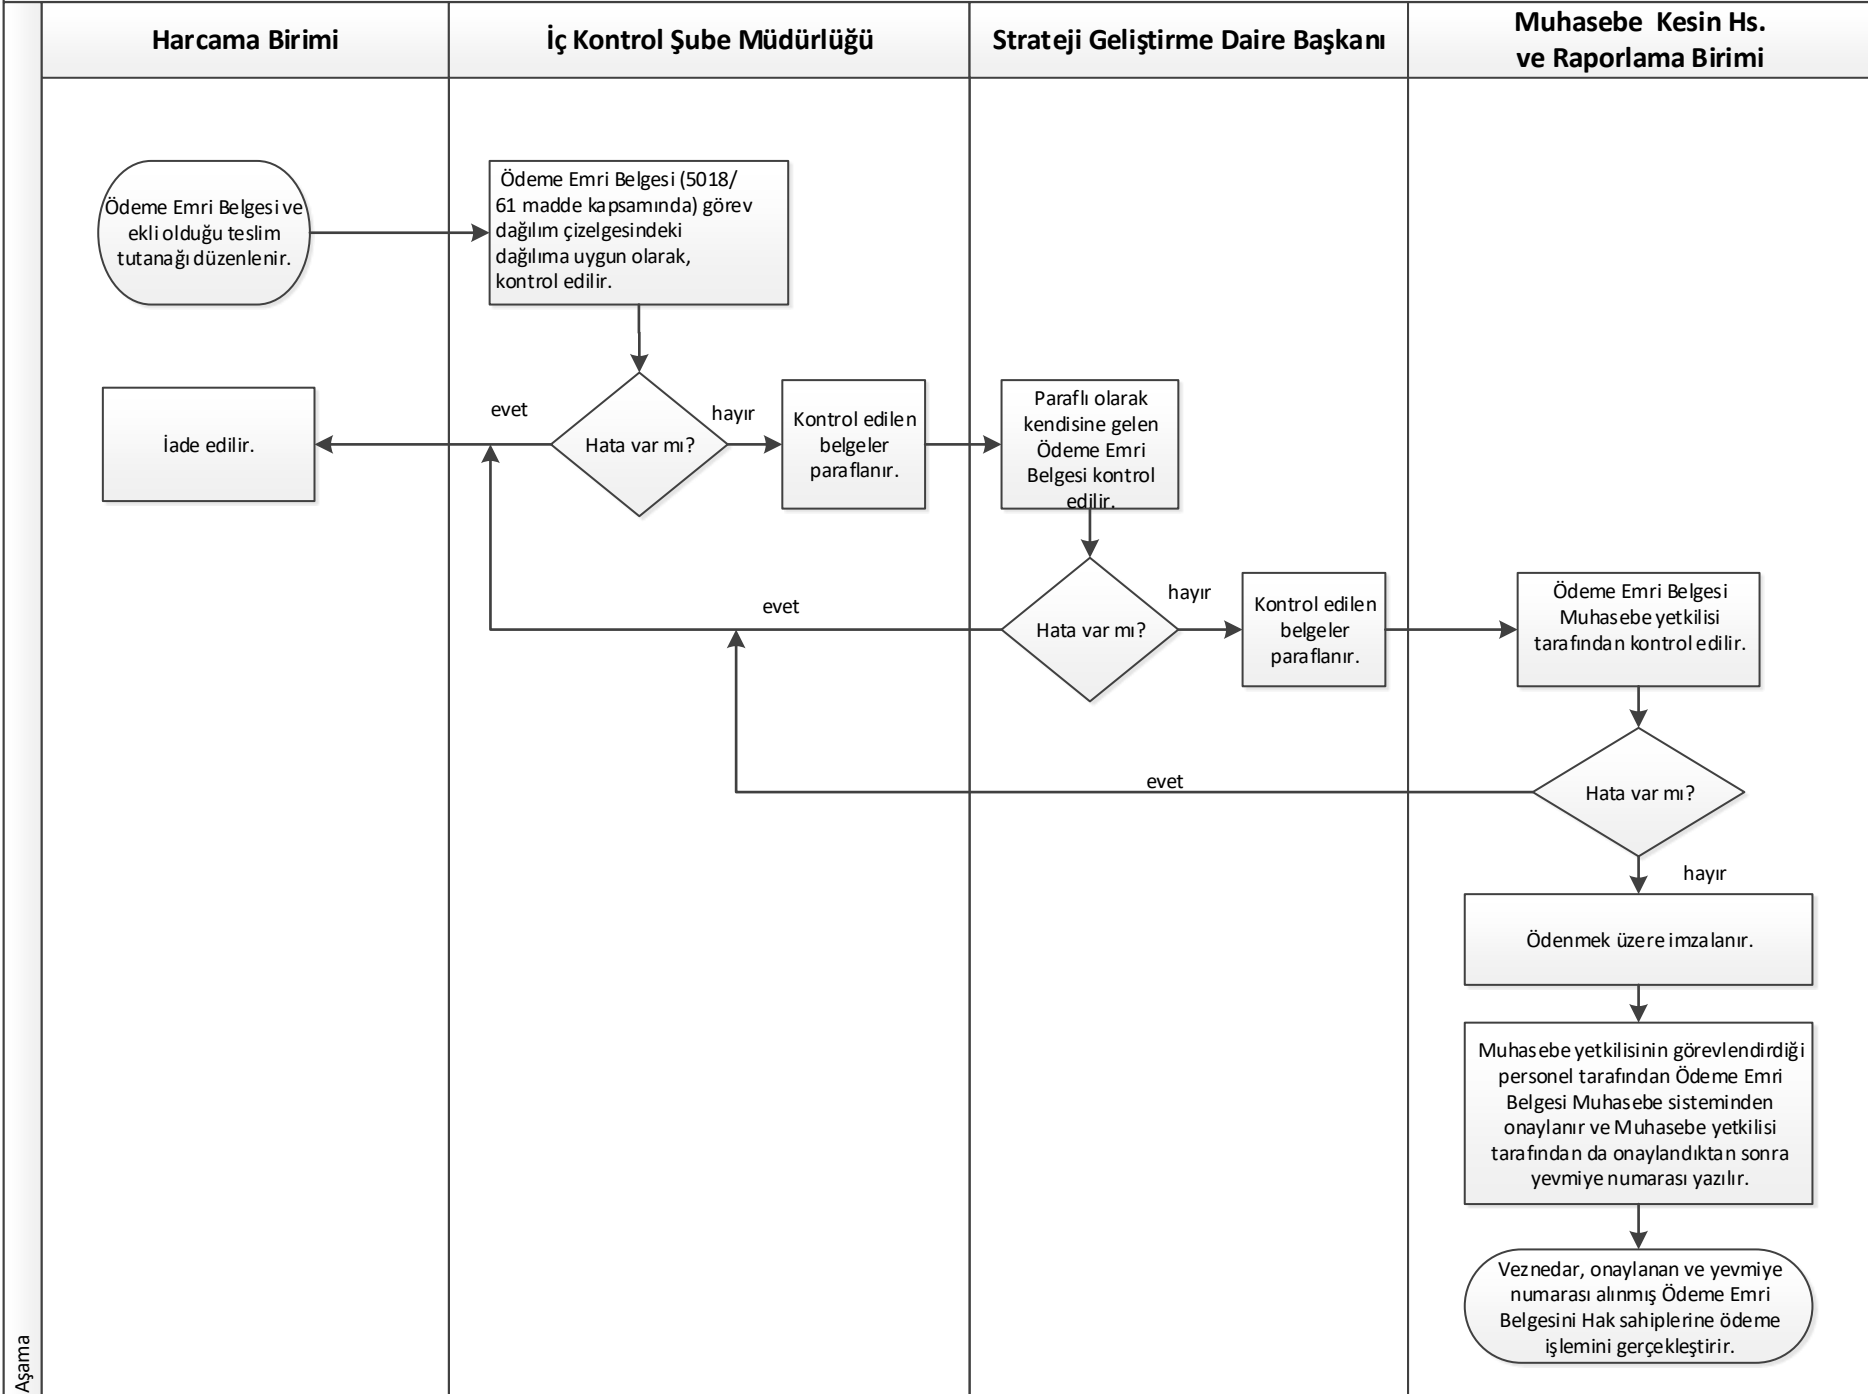 Harcama Birimi
İç Kontrol Şube Müdürlüğü
Strateji Geliştirme Daire Başkanı
Muhasebe Kesin Hs.
ve Raporlama Birimi
Ödeme Emri Belgesi ve
ekli olduğu teslim
tutanağı düzenlenir.
Ödeme Emri Belgesi (5018/
61 madde kapsamında) görev
dağılım çizelgesindeki
dağılıma uygun olarak,
kontrol edilir.
İade edilir.
evet
Hata var mı?
hayır
Kontrol edilen
belgeler
paraflanır.
Paraflı olarak
kendisine gelen
Ödeme Emri
Belgesi kontrol
edilir.
evet
Hata var mı?
hayır
Kontrol edilen
belgeler
paraflanır.
Ödeme Emri Belgesi
Muhasebe yetkilisi
tarafından kontrol edilir.
evet
Hata var mı?
hayır
Ödenmek üzere imzalanır.
Muhasebe yetkilisinin görevlendirdiği
personel tarafından Ödeme Emri
Belgesi Muhasebe sisteminden
onaylanır ve Muhasebe yetkilisi
tarafından da onaylandıktan sonra
yevmiye numarası yazılır.
Veznedar, onaylanan ve yevmiye
numarası alınmış Ödeme Emri
Belgesini Hak sahiplerine ödeme
işlemini gerçekleştirir.
Aşama